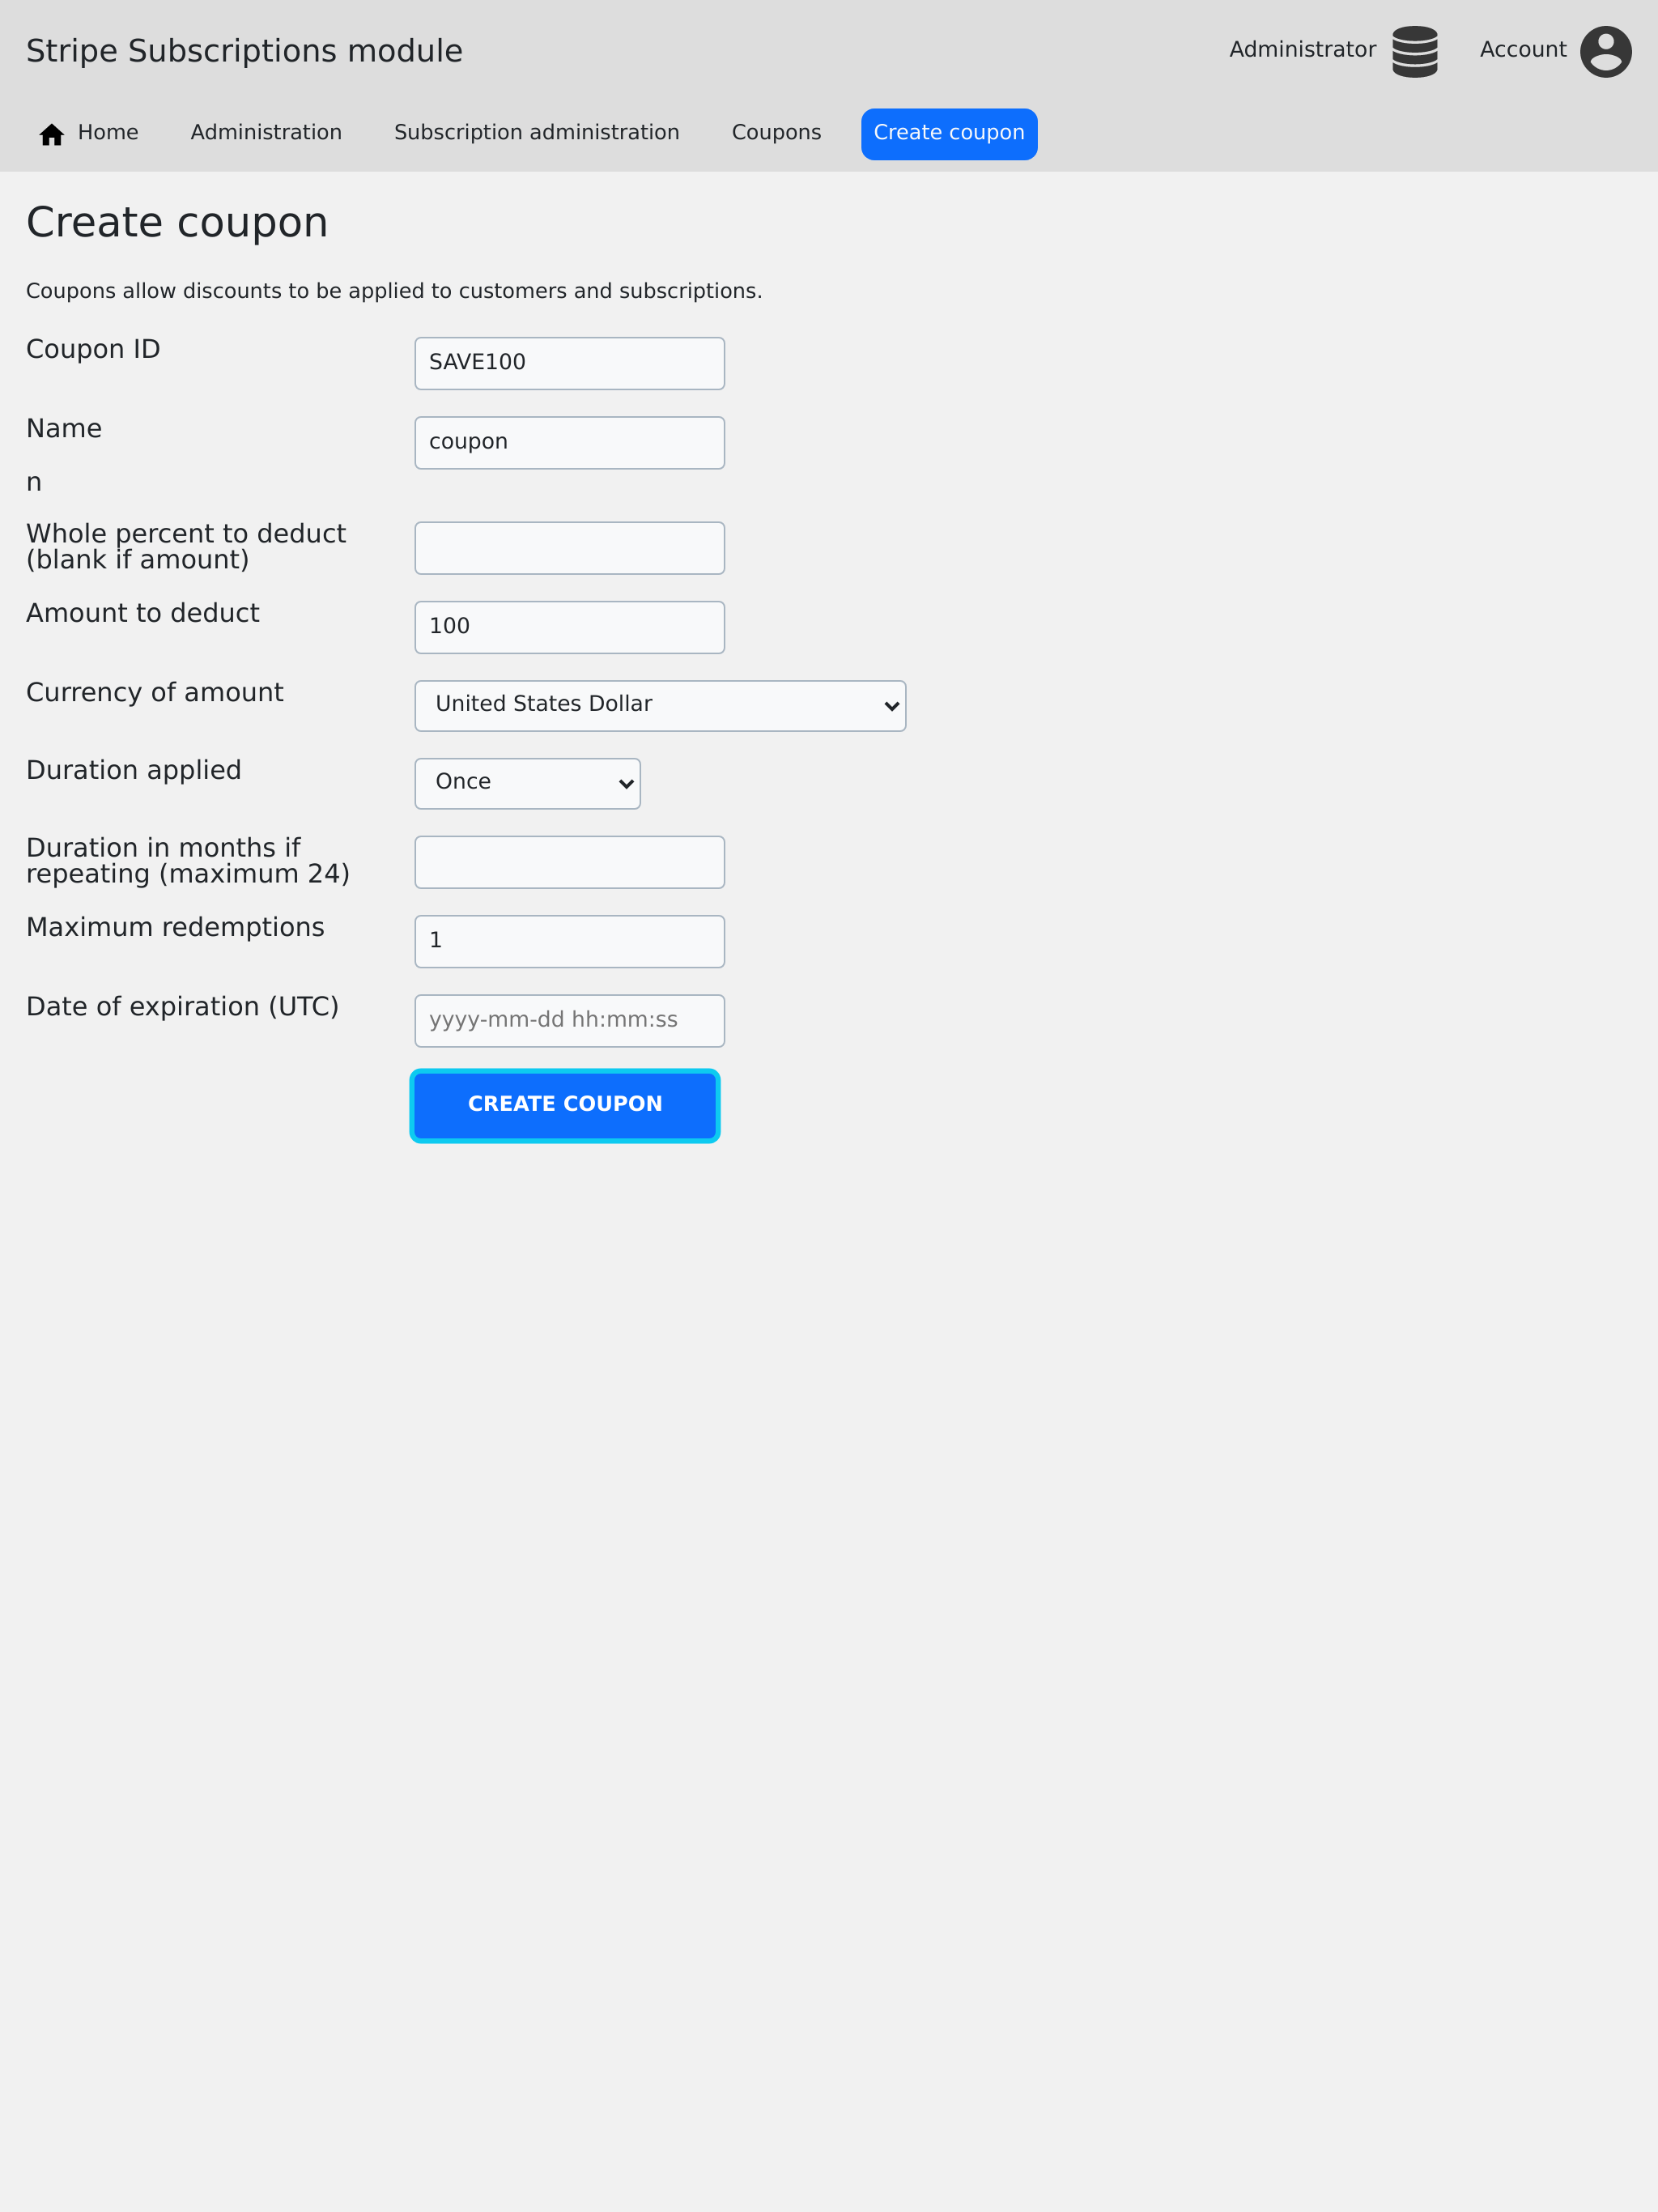 Stripe Subscriptions module
Administrator
Account
Home
Administration
Subscription administration
Coupons
Create coupon
Create coupon
Coupons allow discounts to be applied to customers and subscriptions.
Coupon ID
SAVE100
Name
coupon
n
Whole percent to deduct
(blank if amount)
Amount to deduct
100
Currency of amount
United States Dollar
Duration applied
Once
Duration in months if
repeating (maximum 24)
Maximum redemptions
1
Date of expiration (UTC)
yyyy-mm-dd hh:mm:ss
CREATE COUPON